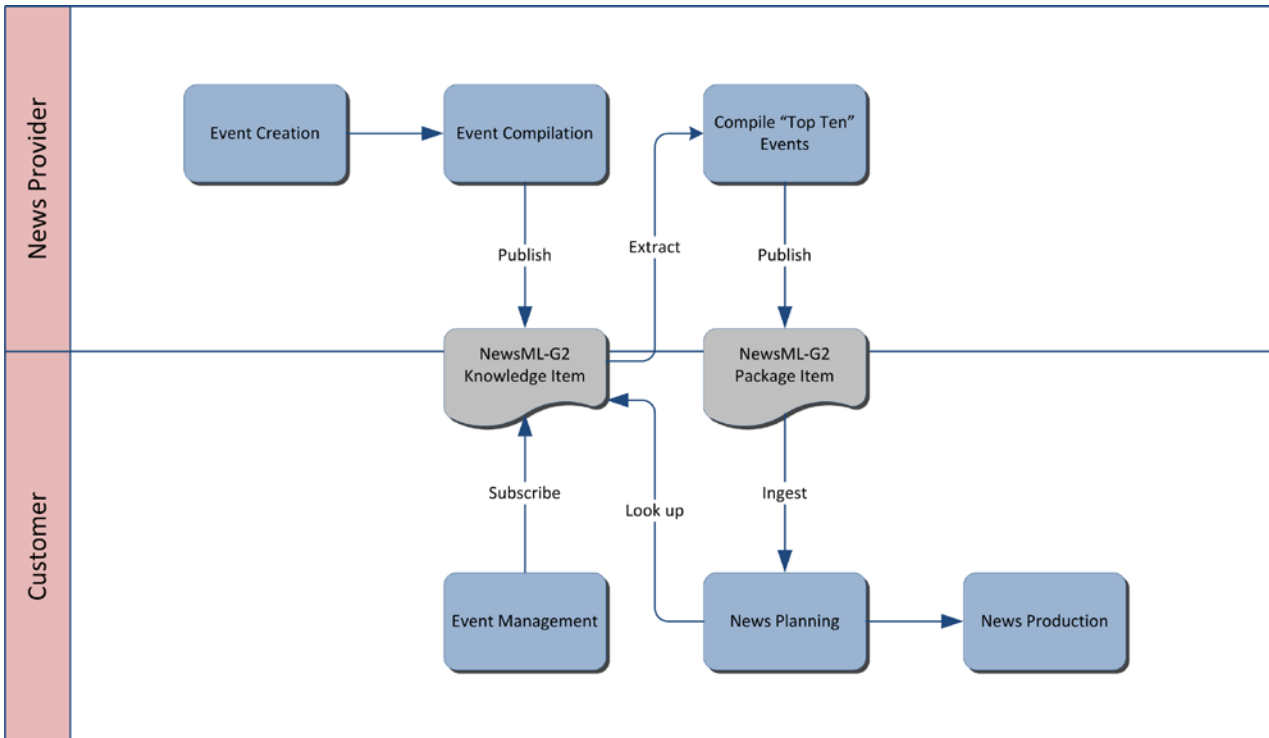 News Provider
Event Creation
Event Compilation
Compile “Top Ten”
Events
Publish
Extract
Publish
NewsML-G2
Knowledge Item
NewsML-G2
Package Item
Customer
Subscribe
Look up
Ingest
Event Management
News Planning
News Production